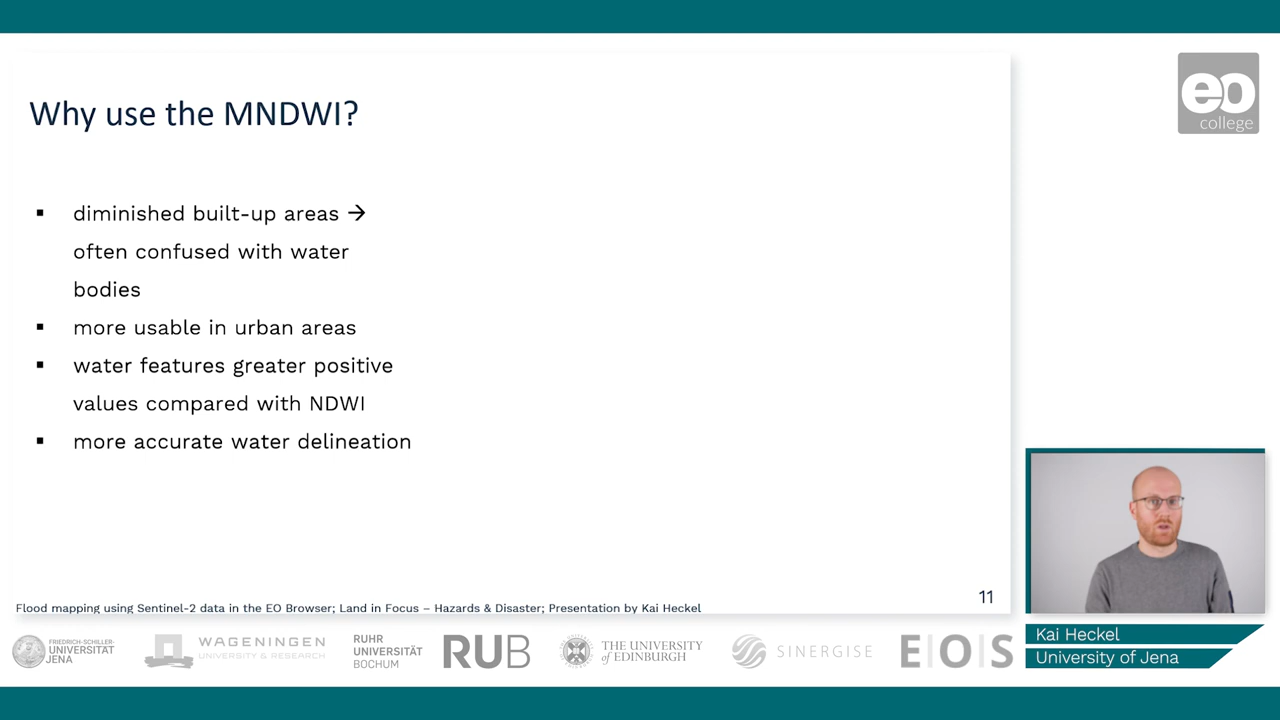 eo
college
Why use the MNDWI?
▪ diminished built-up areas →
often confused with water
bodies
▪ more usable in urban areas
▪ water features greater positive
values compared with NDWI
▪ more accurate water delineation
11
Flood mapping using Sentinel-2 data in the EO Browser; Land in Focus – Hazards & Disaster; Presentation by Kai Heckel
Kai Heckel
University of Jena
FRIEDRICH-SCHILLER-
UNIVERSITÄT
JENA
WAGENINGEN
UNIVERSITY & RESEARCH
RUHR
UNIVERSITÄT
BOCHUM
RUB
THE UNIVERSITY
of EDINBURGH
SINERGISE
E|O|S